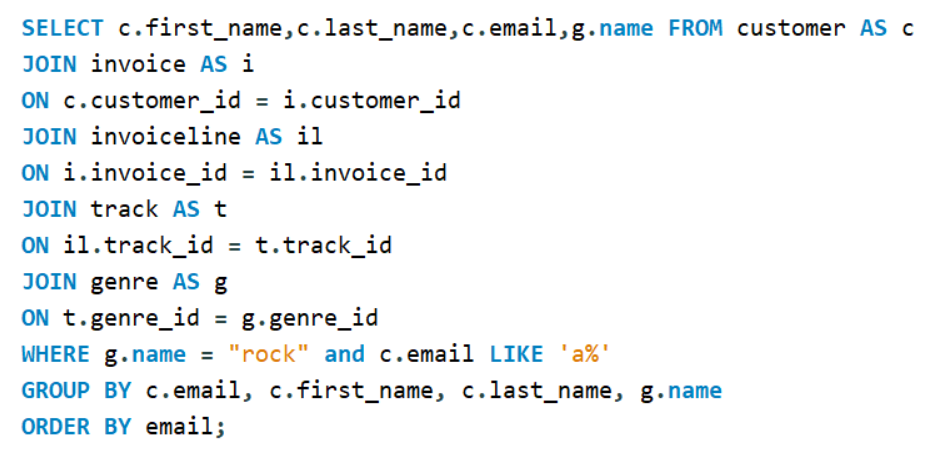 SELECT c.first_name,c.last_name,c.email,g.name FROM customer AS c
JOIN invoice AS i
ON c.customer_id = i.customer_id
JOIN invoiceline AS il
ON i.invoice_id = il.invoice_id
JOIN track AS t
ON il.track_id = t.track_id
JOIN genre AS g
ON t.genre_id = g.genre_id
WHERE g.name = "rock" and c.email LIKE 'a%'
GROUP BY c.email, c.first_name, c.last_name, g.name
ORDER BY email;